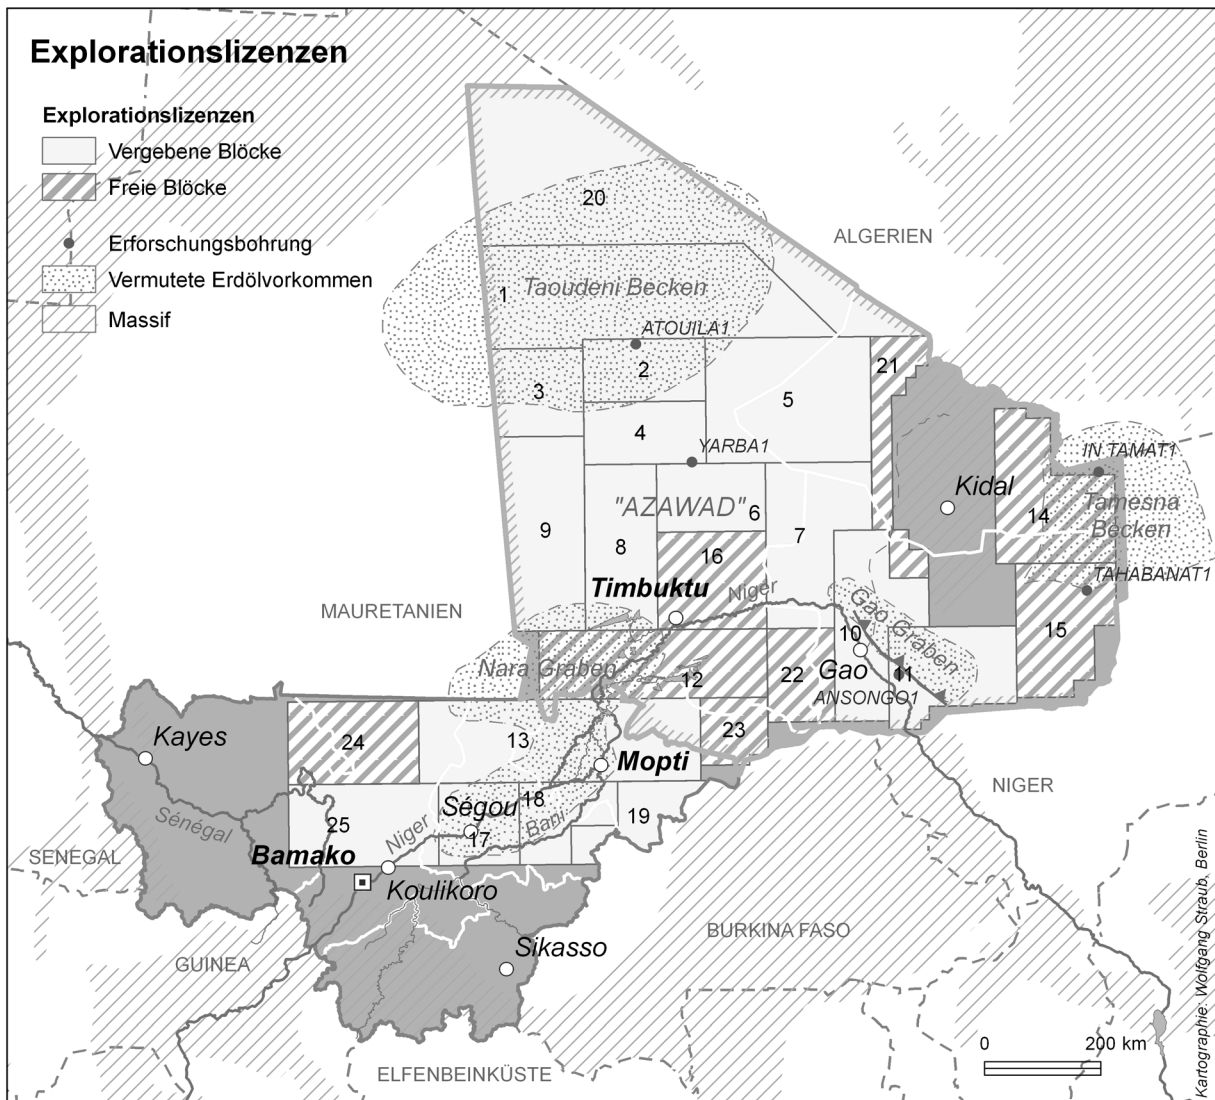 Explorationslizenzen
Explorationslizenzen
Vergebene Blöcke
Freie Blöcke
Erforschungsbohrung
Vermutete Erdölvorkommen
Massif
20
ALGERIEN
1
Taoudeni Becken
ATOUILA1
2
21
3
5
4
YARBA1
IN TAMAT1
Kidal
"AZAWAD"
6
Tamesna
Becken
14
9
8
7
16
TAHABANAT1
Timbuktu
Niger
MAURETANIEN
Gao Graben
10
15
Nara Graben
12
22
Gao
11
ANSONGO1
Kayes
24
13
23
Mopti
NIGER
Sénégal
25
Niger
Ségou
18
17
Bani
19
SENEGAL
Bamako
Koulikoro
GUINEA
Sikasso
BURKINA FASO
ELFENBEINKÜSTE
0
200 km
Kartographie: Wolfgang Straub, Berlin